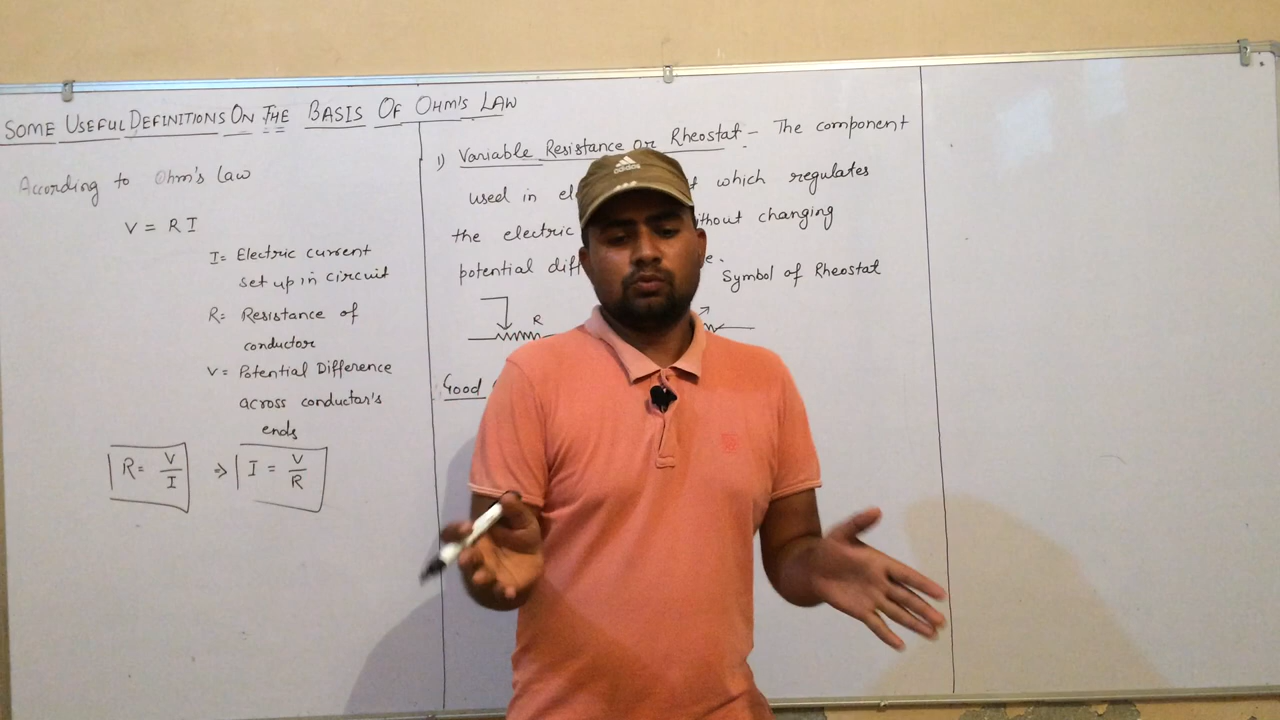 SOME USEFUL DEFINITIONS ON THE BASIS OF OHM'S LAW
According to Ohm's Law
V = R I
I = Electric current
set up in circuit
R = Resistance of
conductor
V = Potential Difference
across conductor's
ends
R = V/I ⇒ I = V/R
1) Variable Resistance or Rheostat - The component
used in which regulates
the electric without changing
potential
Symbol of Rheostat
R
Good
adidas